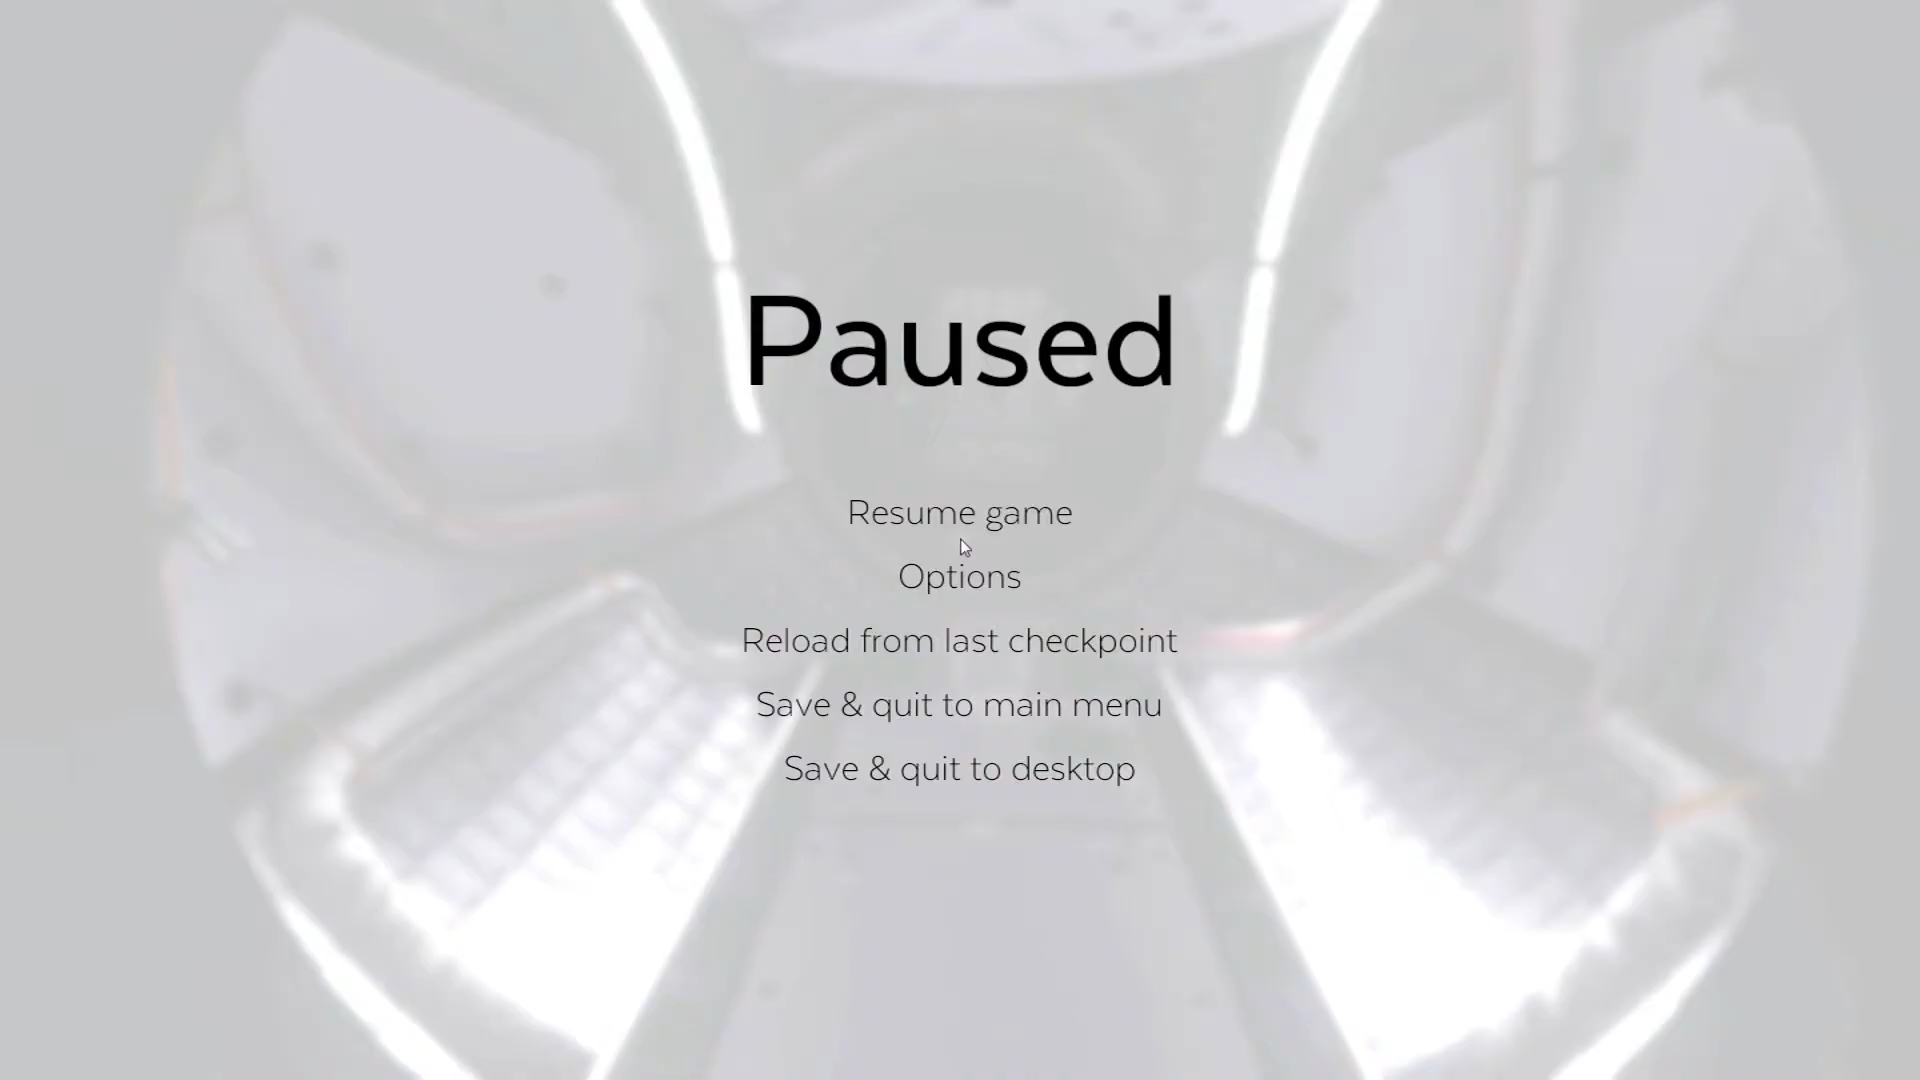 Paused
Resume game
Options
Reload from last checkpoint
Save & quit to main menu
Save & quit to desktop